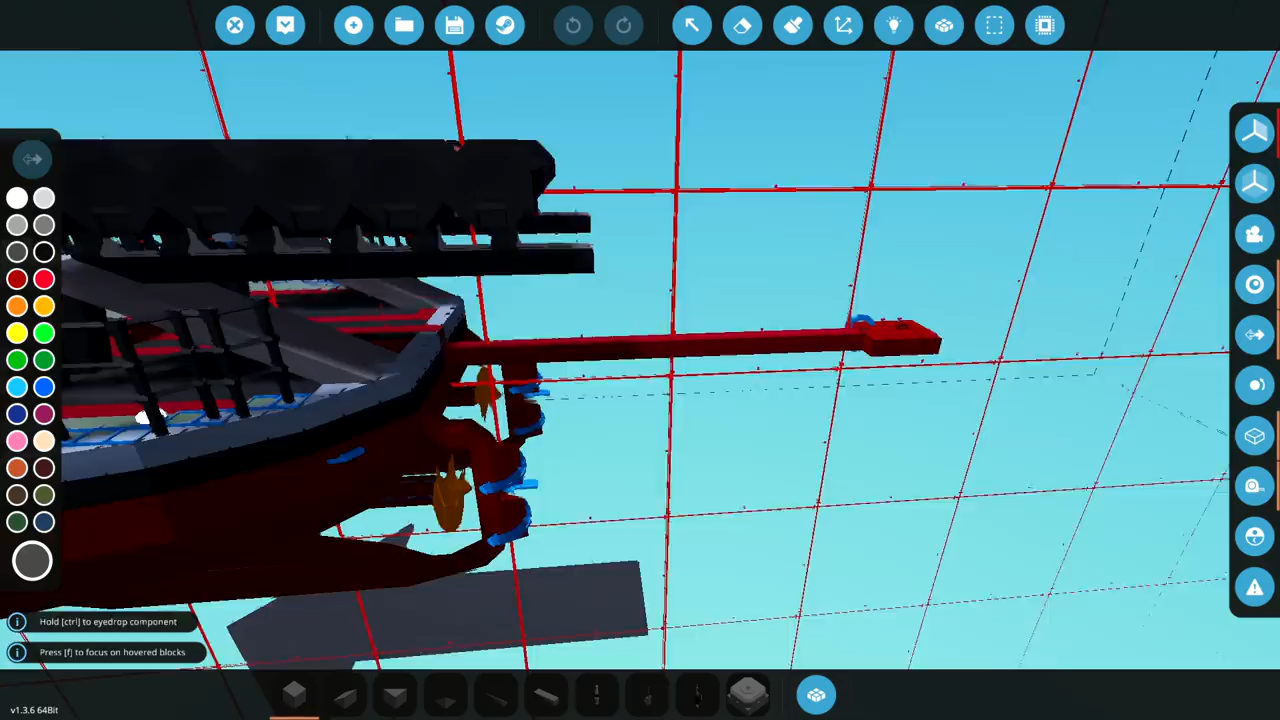 Hold [ctrl] to eyedrop component
Press [f] to focus on hovered blocks
v1.3.6 64Bit